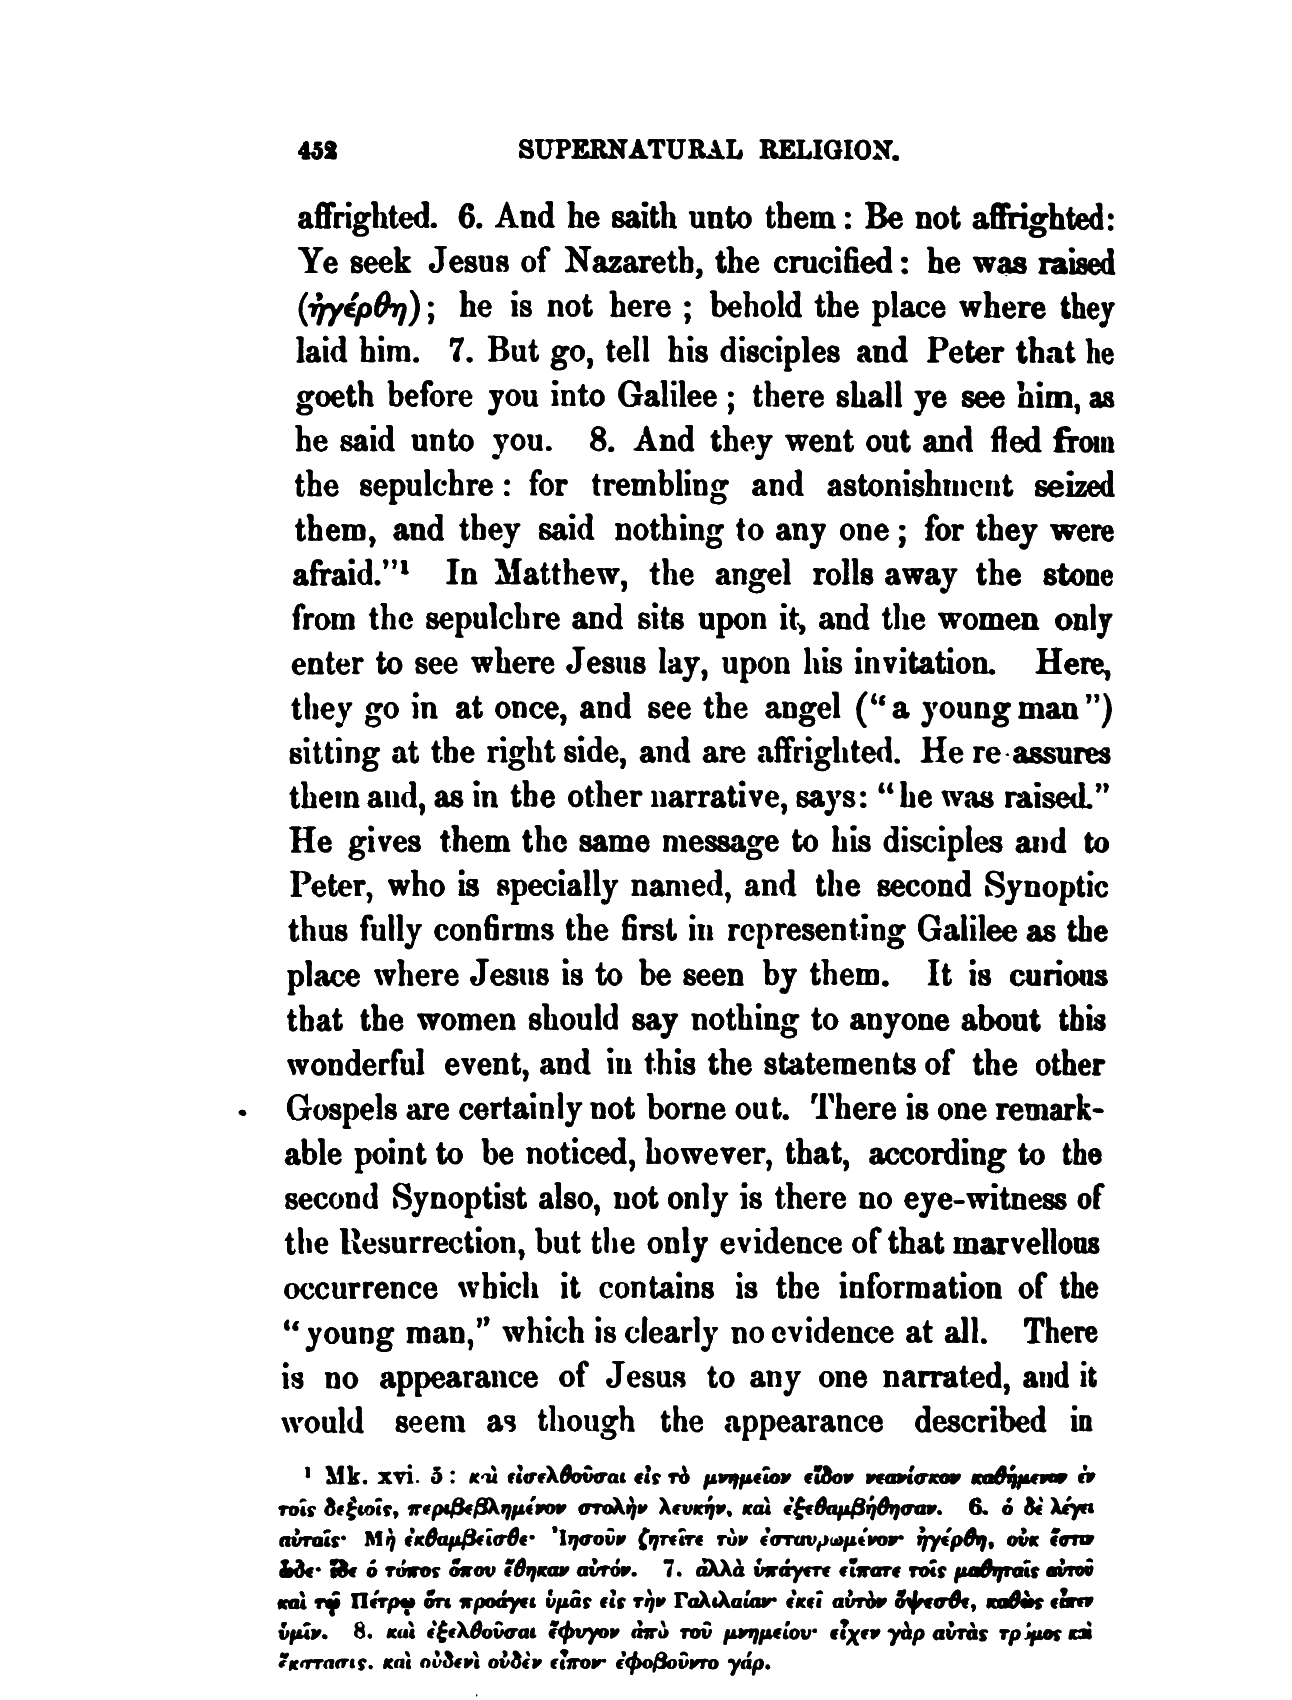 452 SUPERNATURAL RELIGION.
affrighted. 6. And he saith unto them : Be not affrighted:
Ye seek Jesus of Nazareth, the crucified : he was raised
(ἠγέρθη) ; he is not here ; behold the place where they
laid him. 7. But go, tell his disciples and Peter that he
goeth before you into Galilee ; there shall ye see him, as
he said unto you. 8. And they went out and fled from
the sepulchre : for trembling and astonishment seized
them, and they said nothing to any one ; for they were
afraid."¹ In Matthew, the angel rolls away the stone
from the sepulchre and sits upon it, and the women only
enter to see where Jesus lay, upon his invitation. Here,
they go in at once, and see the angel (“a young man”)
sitting at the right side, and are affrighted. He re-assures
them and, as in the other narrative, says: “he was raised.”
He gives them the same message to his disciples and to
Peter, who is specially named, and the second Synoptic
thus fully confirms the first in representing Galilee as the
place where Jesus is to be seen by them. It is curious
that the women should say nothing to anyone about this
wonderful event, and in this the statements of the other
Gospels are certainly not borne out. There is one remark-
able point to be noticed, however, that, according to the
second Synoptist also, not only is there no eye-witness of
the Resurrection, but the only evidence of that marvellous
occurrence which it contains is the information of the
“young man,” which is clearly no evidence at all. There
is no appearance of Jesus to any one narrated, and it
would seem as though the appearance described in
¹ Mk. xvi. 5 : καὶ εἰσελθοῦσαι εἰς τὸ μνημεῖον εἶδον νεανίσκον καθήμενον ἐν
τοῖς δεξιοῖς, περιβεβλημένον στολὴν λευκήν, καὶ ἐξεθαμβήθησαν. 6. ὁ δὲ λέγει
αὐταῖς· Μὴ ἐκθαμβεῖσθε· Ἰησοῦν ζητεῖτε τὸν ἐσταυρωμένον· ἠγέρθη, οὐκ ἔστιν
ὧδε· ἴδε ὁ τόπος ὅπου ἔθηκαν αὐτόν. 7. ἀλλὰ ὑπάγετε εἴπατε τοῖς μαθηταῖς αὐτοῦ
καὶ τῷ Πέτρῳ ὅτι προάγει ὑμᾶς εἰς τὴν Γαλιλαίαν· ἐκεῖ αὐτὸν ὄψεσθε, καθὼς εἶπεν
ὑμῖν. 8. καὶ ἐξελθοῦσαι ἔφυγον ἀπὸ τοῦ μνημείου· εἶχεν γὰρ αὐτὰς τρόμος καὶ
ἔκστασις. καὶ οὐδενὶ οὐδὲν εἶπον· ἐφοβοῦντο γάρ.